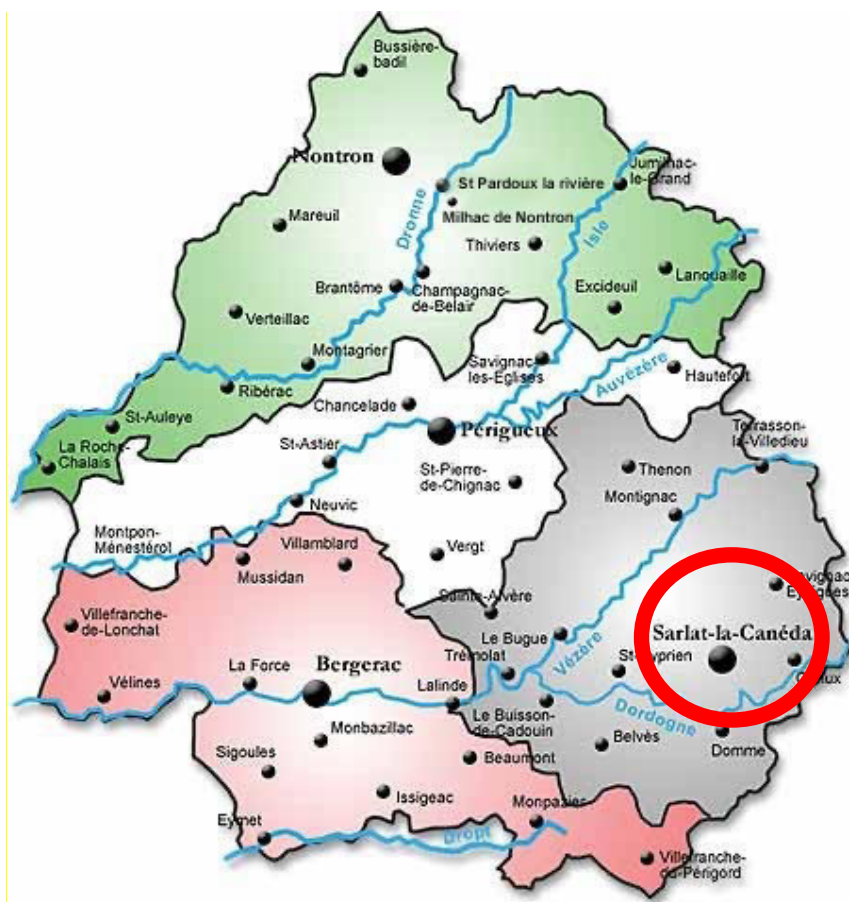 Bussière-
badil
Nontron
St Pardoux la rivière
Jumilhac-
le-Grand
Mareuil
Milhac de Nontron
Dronne
Isle
Thiviers
Lanouaille
Brantôme
Champagnac-
de-Belair
Excideuil
Verteillac
Montagrier
Savignac
les-Eglises
Auvézère
Hautefort
Ribérac
Chancelade
St-Auleye
Périgueux
Terrasson-
la-Villedieu
La Roche-
Chalais
St-Astier
St-Pierre-
de-Chignac
Thenon
Montignac
Neuvic
Montpon-
Ménestérol
Villamblard
Vergt
Mussidan
Sainte-Alvère
Villefranche-
de-Lonchat
Le Bugue
Vézère
Sarlat-la-Canéda
La Force
Bergerac
Trémolat
Vélines
Lalinde
Le Buisson-
de-Cadouin
Dordogne
Monbazillac
Belvès
Domme
Sigoules
Beaumont
Issigeac
Monpazier
Eymet
Dropt
Villefranche-
du-Périgord